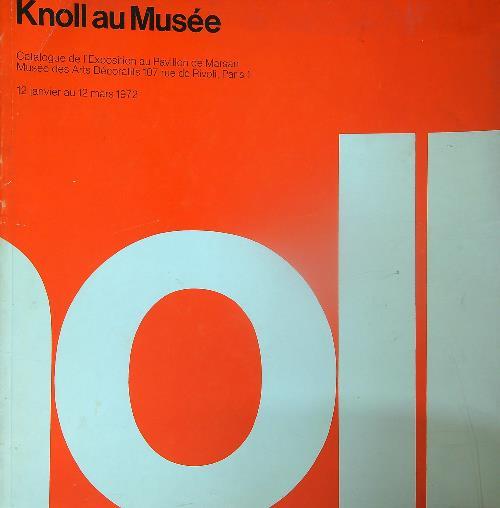 Knoll au Musée
Catalogue de l'Exposition au Pavillon de Marsan
Musée des Arts Décoratifs 107 rue de Rivoli, Paris 1
12 janvier au 12 mars 1972
noll